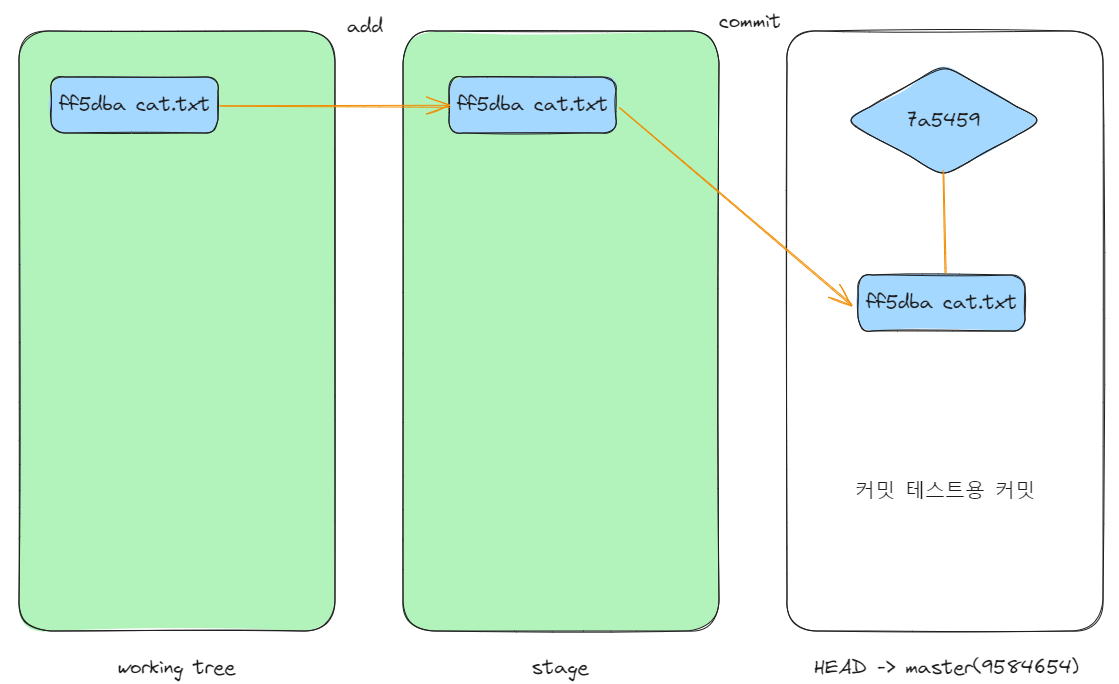 add
commit
ff5dba cat.txt
ff5dba cat.txt
7a5459
ff5dba cat.txt
커밋 테스트용 커밋
working tree
stage
HEAD -> master(9584654)